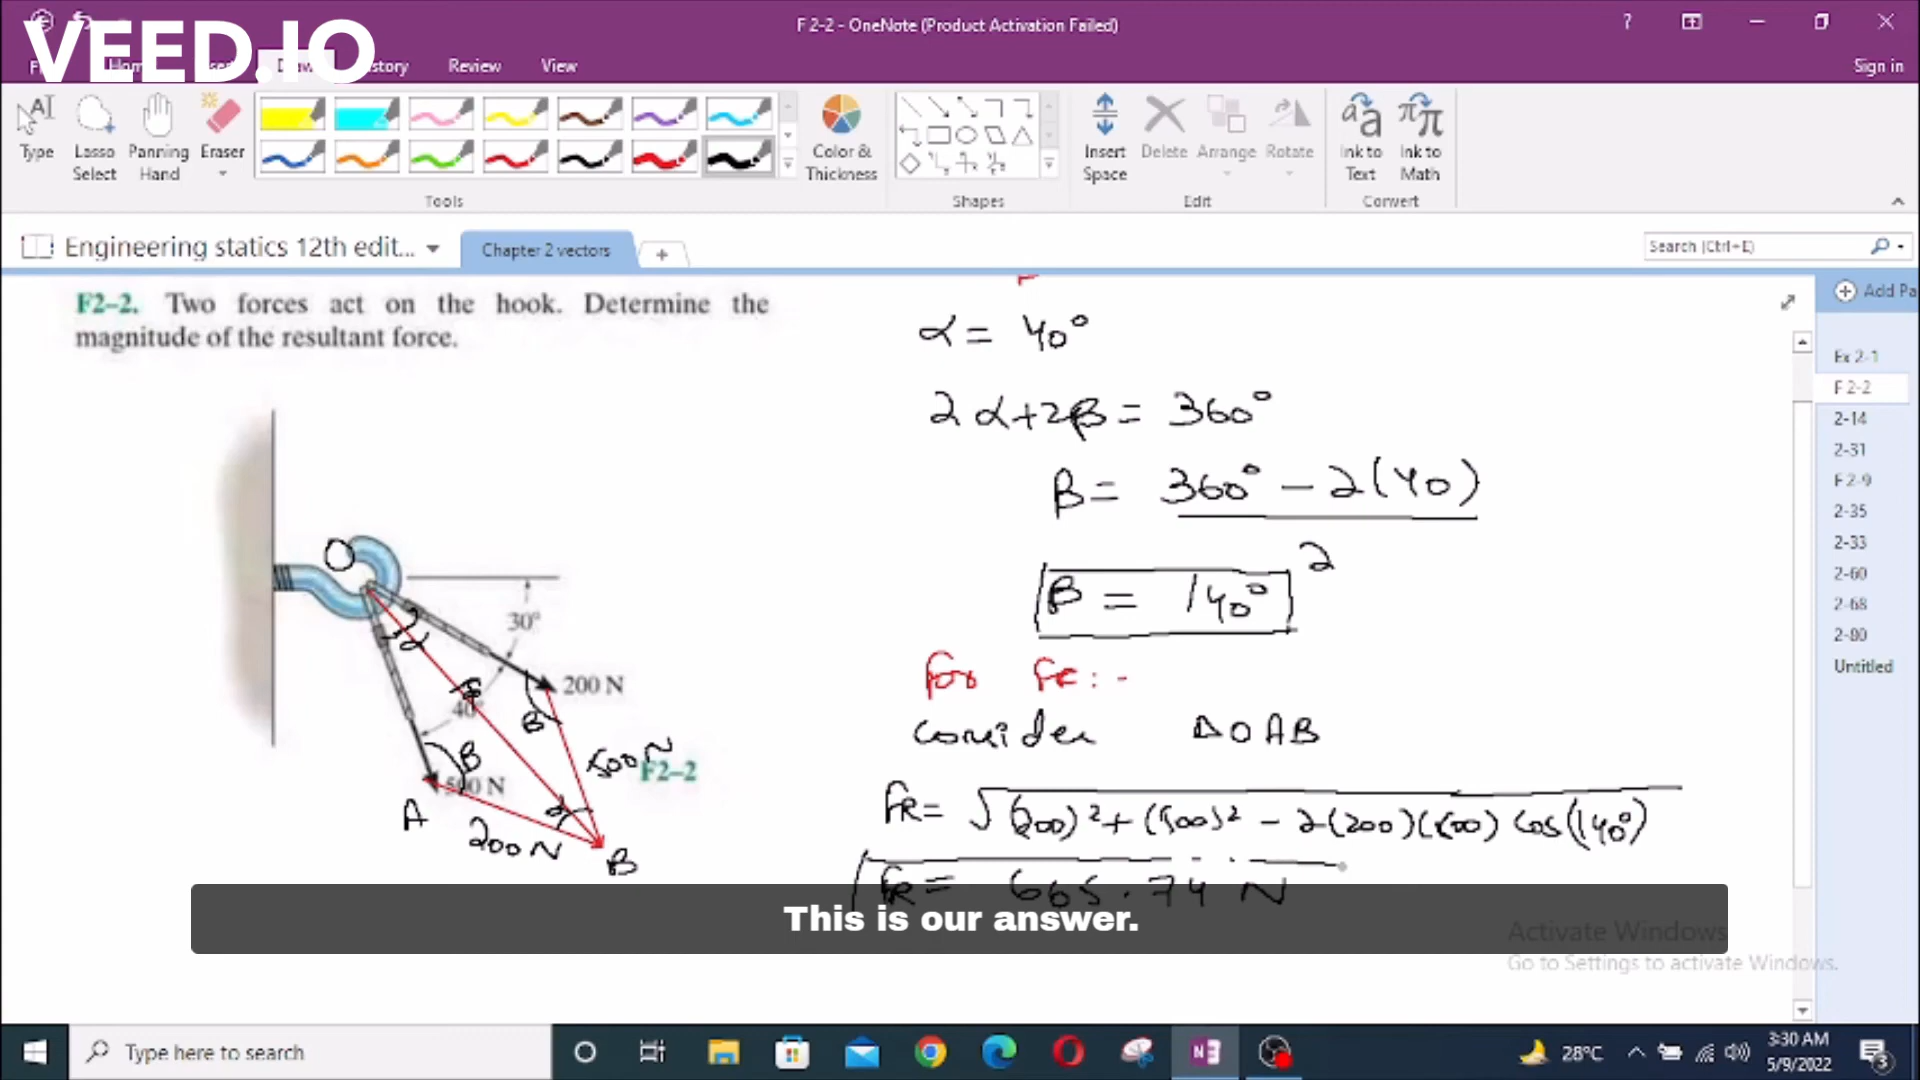 F 2-2 - OneNote (Product Activation Failed)
VEED.IO
History Review View
Sign in
Type
Lasso Select
Panning Hand
Eraser
Color & Thickness
Insert Space
Delete
Arrange
Rotate
Ink to Text
Ink to Math
Tools
Shapes
Edit
Convert
Engineering statics 12th edit...
Chapter 2 vectors
Search (Ctrl+E)
F2–2. Two forces act on the hook. Determine the
magnitude of the resultant force.
O
30°
α
200 N
40°
B
B
500 N
500 N
F2–2
A
200 N
α
B
α = 40°
2α+2β = 360°
β = 360° - 2(40)
2
β = 140°
For FR:-
consider Δ OAB
FR = √(200)²+(500)² - 2(200)(500) cos(140°)
FR = 665.74 N
This is our answer.
Activate Windows
Go to Settings to activate Windows.
Add Pa
Ex 2-1
F 2-2
2-14
2-31
F 2-9
2-35
2-33
2-60
2-68
2-80
Untitled
Type here to search
28°C
3:30 AM
5/9/2022
3